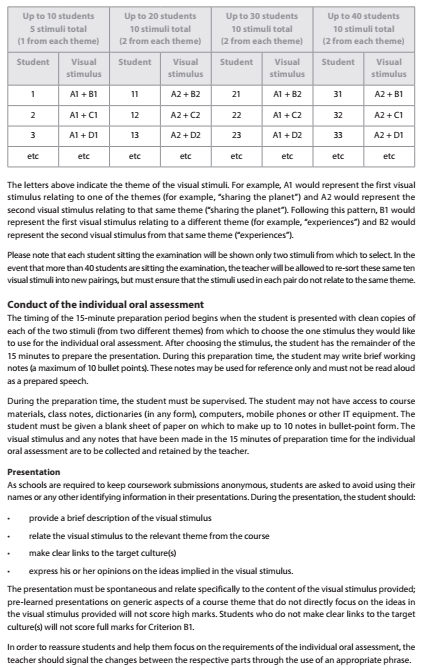 Up to 10 students Up to 20 students Up to 30 students Up to 40 students
5 stimuli total 10 stimuli total 10 stimuli total 10 stimuli total
(1 from each theme) (2 from each theme) (2 from each theme) (2 from each theme)
Student Visual stimulus Student Visual stimulus Student Visual stimulus Student Visual stimulus
1 A1 + B1 11 A2 + B2 21 A1 + B2 31 A2 + B1
2 A1 + C1 12 A2 + C2 22 A1 + C2 32 A2 + C1
3 A1 + D1 13 A2 + D2 23 A1 + D2 33 A2 + D1
etc etc etc etc etc etc etc etc
The letters above indicate the theme of the visual stimuli. For example, A1 would represent the first visual
stimulus relating to one of the themes (for example, "sharing the planet") and A2 would represent the
second visual stimulus relating to that same theme ("sharing the planet"). Following this pattern, B1 would
represent the first visual stimulus relating to a different theme (for example, "experiences") and B2 would
represent the second visual stimulus from that same theme ("experiences").
Please note that each student sitting the examination will be shown only two stimuli from which to select. In the
event that more than 40 students are sitting the examination, the teacher will be allowed to re-sort these same ten
visual stimuli into new pairings, but must ensure that the stimuli used in each pair do not relate to the same theme.
Conduct of the individual oral assessment
The timing of the 15-minute preparation period begins when the student is presented with clean copies of
each of the two stimuli (from two different themes) from which to choose the one stimulus they would like
to use for the individual oral assessment. After choosing the stimulus, the student has the remainder of the
15 minutes to prepare the presentation. During this preparation time, the student may write brief working
notes (a maximum of 10 bullet points). These notes may be used for reference only and must not be read aloud
as a prepared speech.
During the preparation time, the student must be supervised. The student may not have access to course
materials, class notes, dictionaries (in any form), computers, mobile phones or other IT equipment. The
student must be given a blank sheet of paper on which to make up to 10 notes in bullet-point form. The
visual stimulus and any notes that have been made in the 15 minutes of preparation time for the individual
oral assessment are to be collected and retained by the teacher.
Presentation
As schools are required to keep coursework submissions anonymous, students are asked to avoid using their
names or any other identifying information in their presentations. During the presentation, the student should:
• provide a brief description of the visual stimulus
• relate the visual stimulus to the relevant theme from the course
• make clear links to the target culture(s)
• express his or her opinions on the ideas implied in the visual stimulus.
The presentation must be spontaneous and relate specifically to the content of the visual stimulus provided;
pre-learned presentations on generic aspects of a course theme that do not directly focus on the ideas in
the visual stimulus provided will not score high marks. Students who do not make clear links to the target
culture(s) will not score full marks for Criterion B1.
In order to reassure students and help them focus on the requirements of the individual oral assessment, the
teacher should signal the changes between the respective parts through the use of an appropriate phrase.